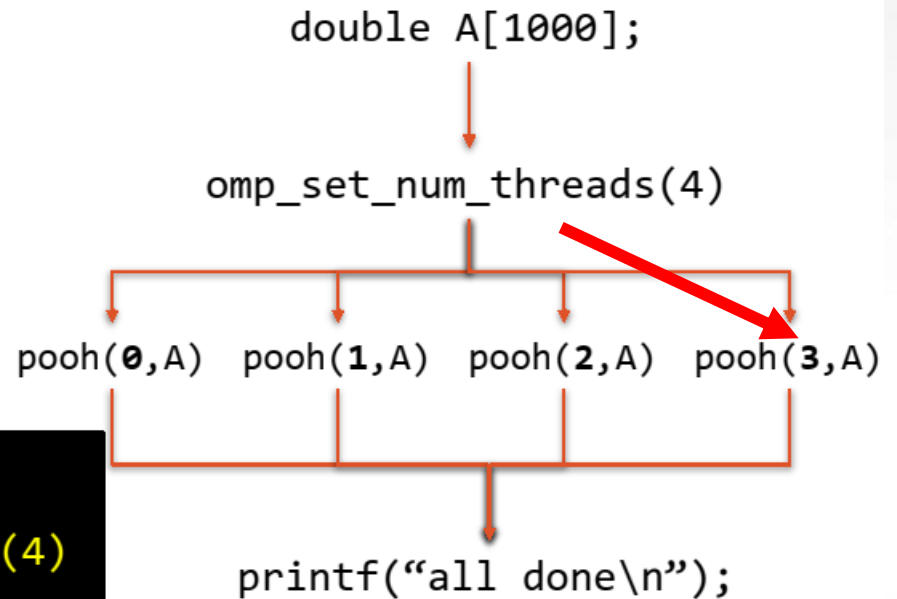 double A[1000];
omp_set_num_threads(4)
pooh(0,A) pooh(1,A) pooh(2,A) pooh(3,A)
(4)
printf(“all done\n”);